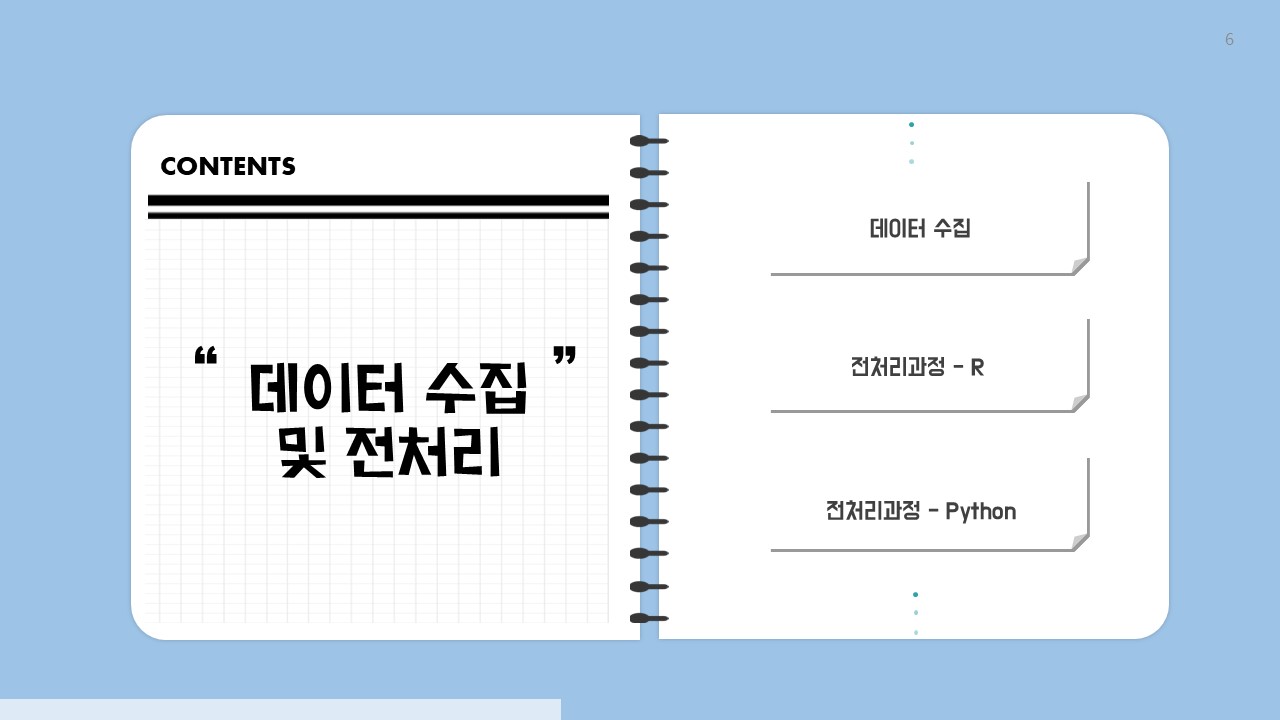 6
CONTENTS
“ 데이터 수집 ”
및 전처리
데이터 수집
전처리과정 - R
전처리과정 - Python